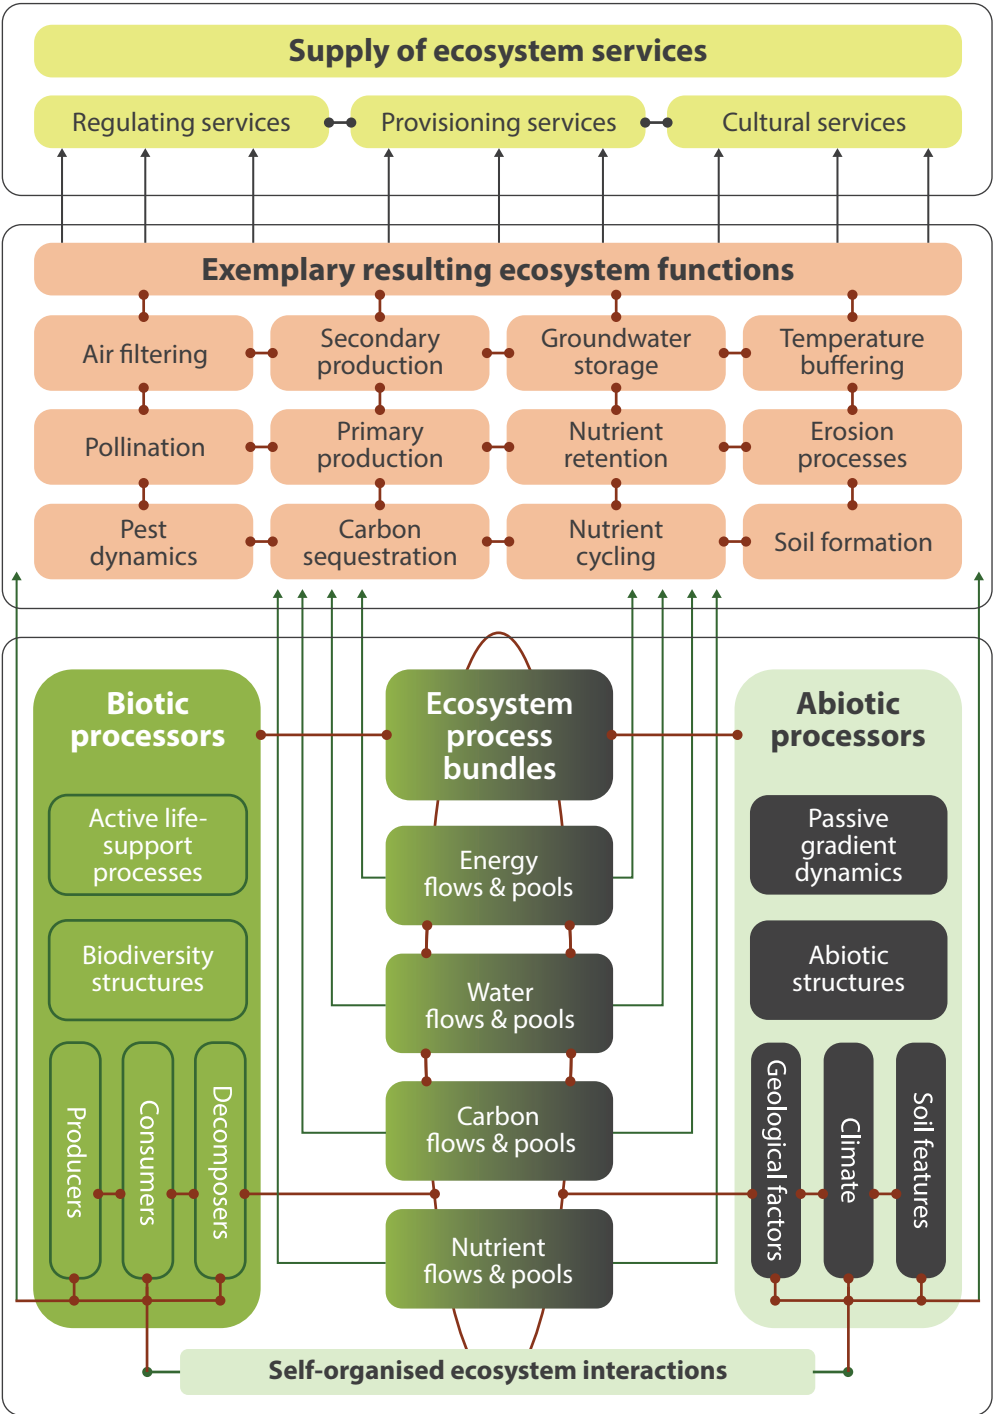 Supply of ecosystem services
Regulating services
Provisioning services
Cultural services
Exemplary resulting ecosystem functions
Air filtering
Secondary
production
Groundwater
storage
Temperature
buffering
Pollination
Primary
production
Nutrient
retention
Erosion
processes
Pest
dynamics
Carbon
sequestration
Nutrient
cycling
Soil formation
Biotic
processors
Active life-
support
processes
Biodiversity
structures
Producers
Consumers
Decomposers
Ecosystem
process
bundles
Energy
flows & pools
Water
flows & pools
Carbon
flows & pools
Nutrient
flows & pools
Abiotic
processors
Passive
gradient
dynamics
Abiotic
structures
Geological factors
Climate
Soil features
Self-organised ecosystem interactions